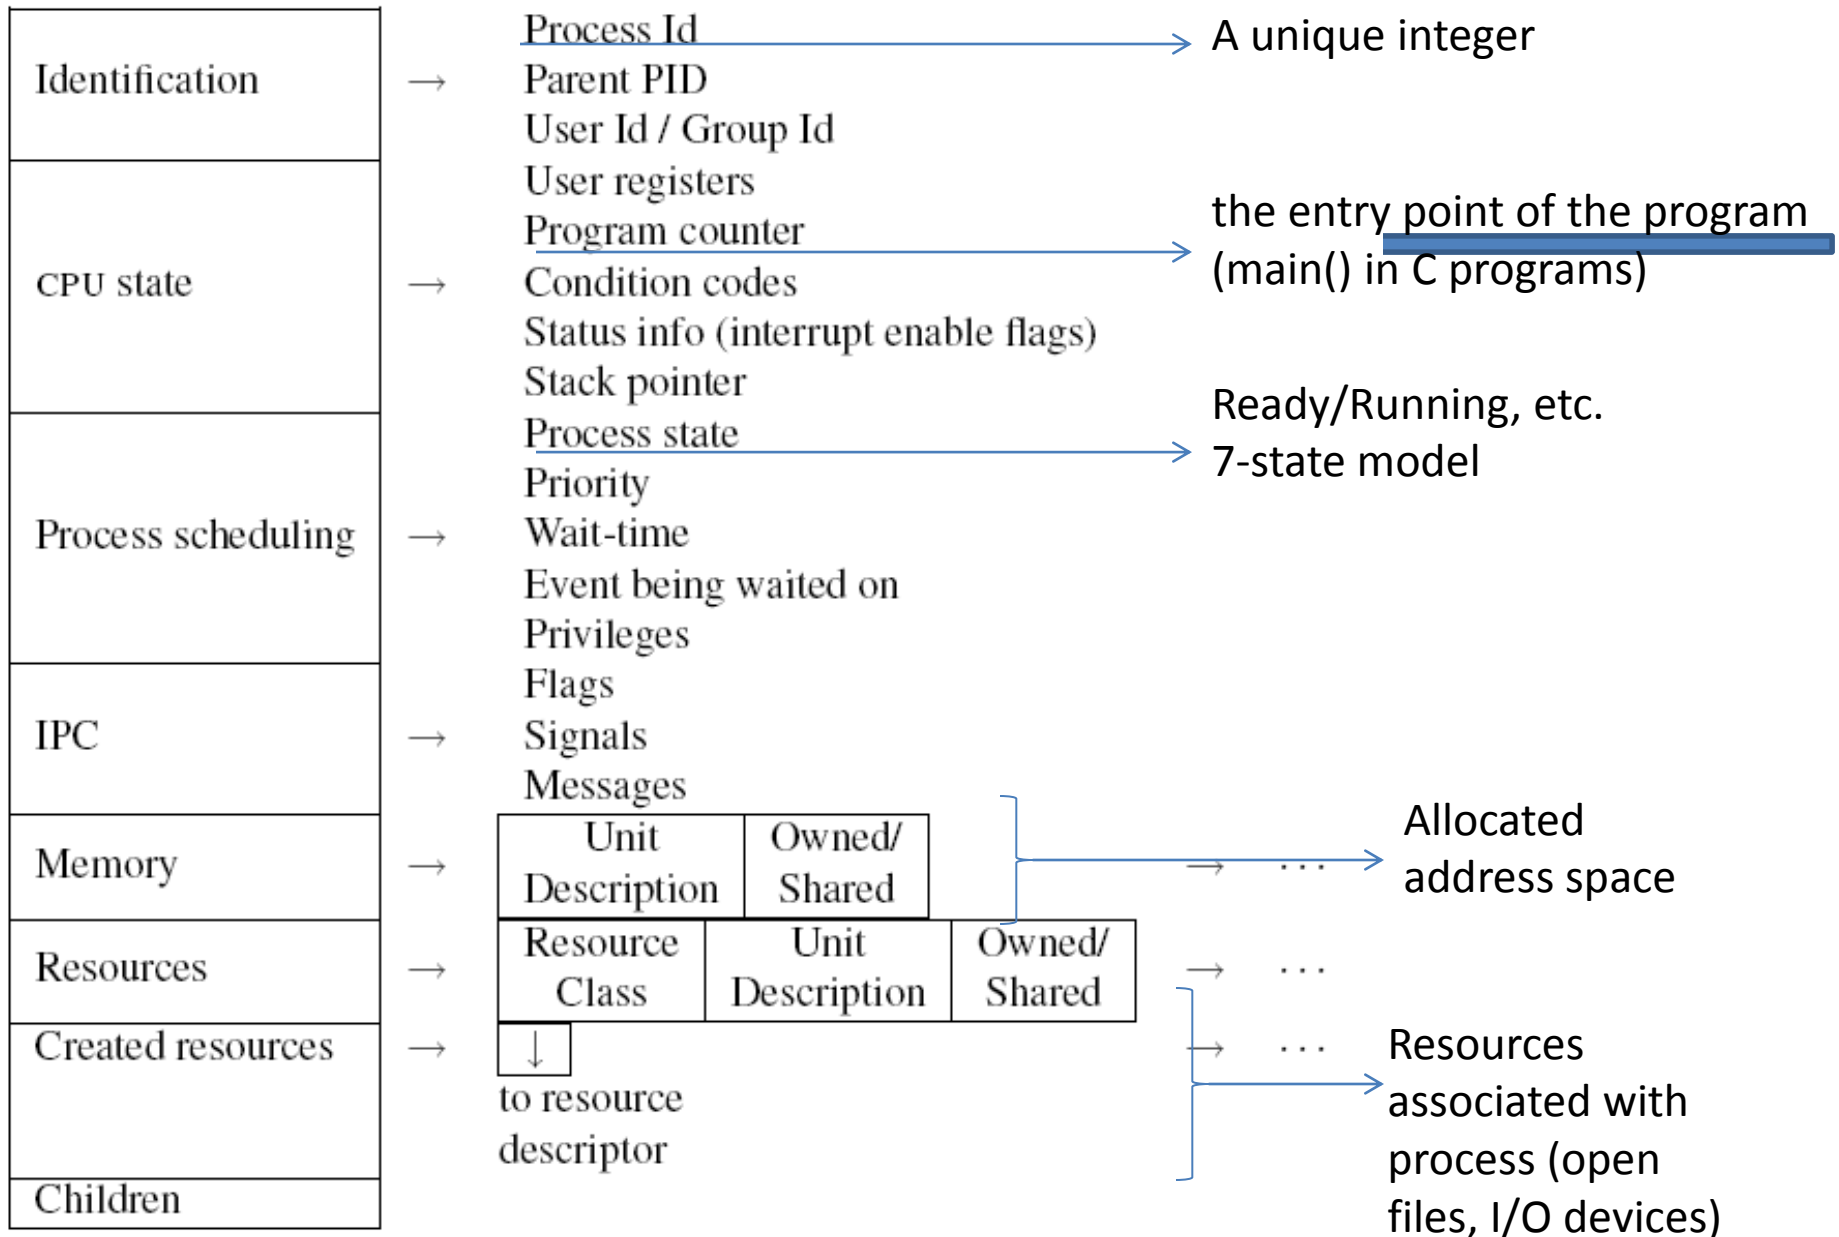 Identification
→
Process Id
Parent PID
User Id / Group Id
A unique integer
CPU state
→
User registers
Program counter
Condition codes
Status info (interrupt enable flags)
Stack pointer
the entry point of the program
(main() in C programs)
Process scheduling
→
Process state
Priority
Wait-time
Event being waited on
Privileges
Ready/Running, etc.
7-state model
IPC
→
Flags
Signals
Messages
Memory
→
Unit
Description
Owned/
Shared
→ ···
Allocated
address space
Resources
→
Resource
Class
Unit
Description
Owned/
Shared
→ ···
Created resources
→
↓
to resource
descriptor
→ ···
Resources
associated with
process (open
files, I/O devices)
Children